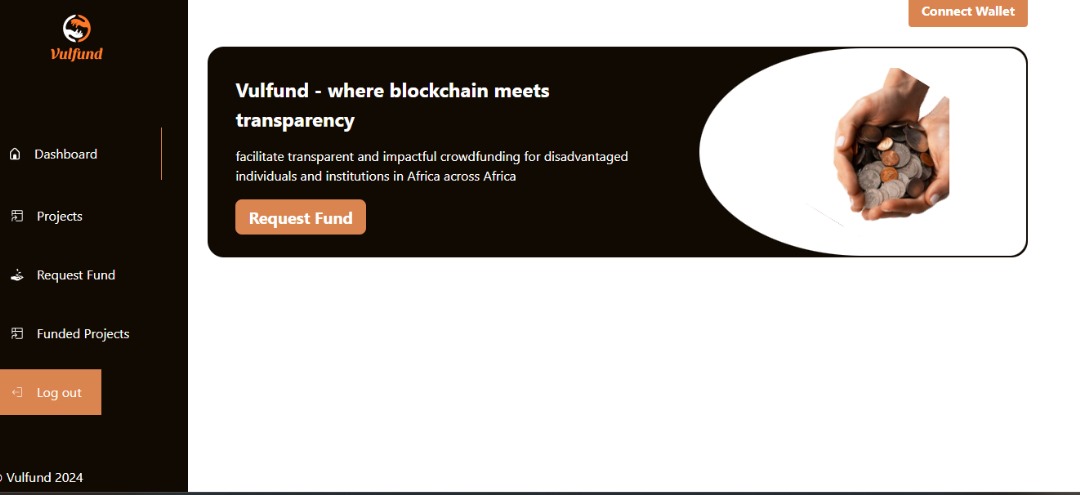 Vulfund
Connect Wallet
Vulfund - where blockchain meets
transparency
facilitate transparent and impactful crowdfunding for disadvantaged
individuals and institutions in Africa across Africa
Request Fund
Dashboard
Projects
Request Fund
Funded Projects
Log out
© Vulfund 2024